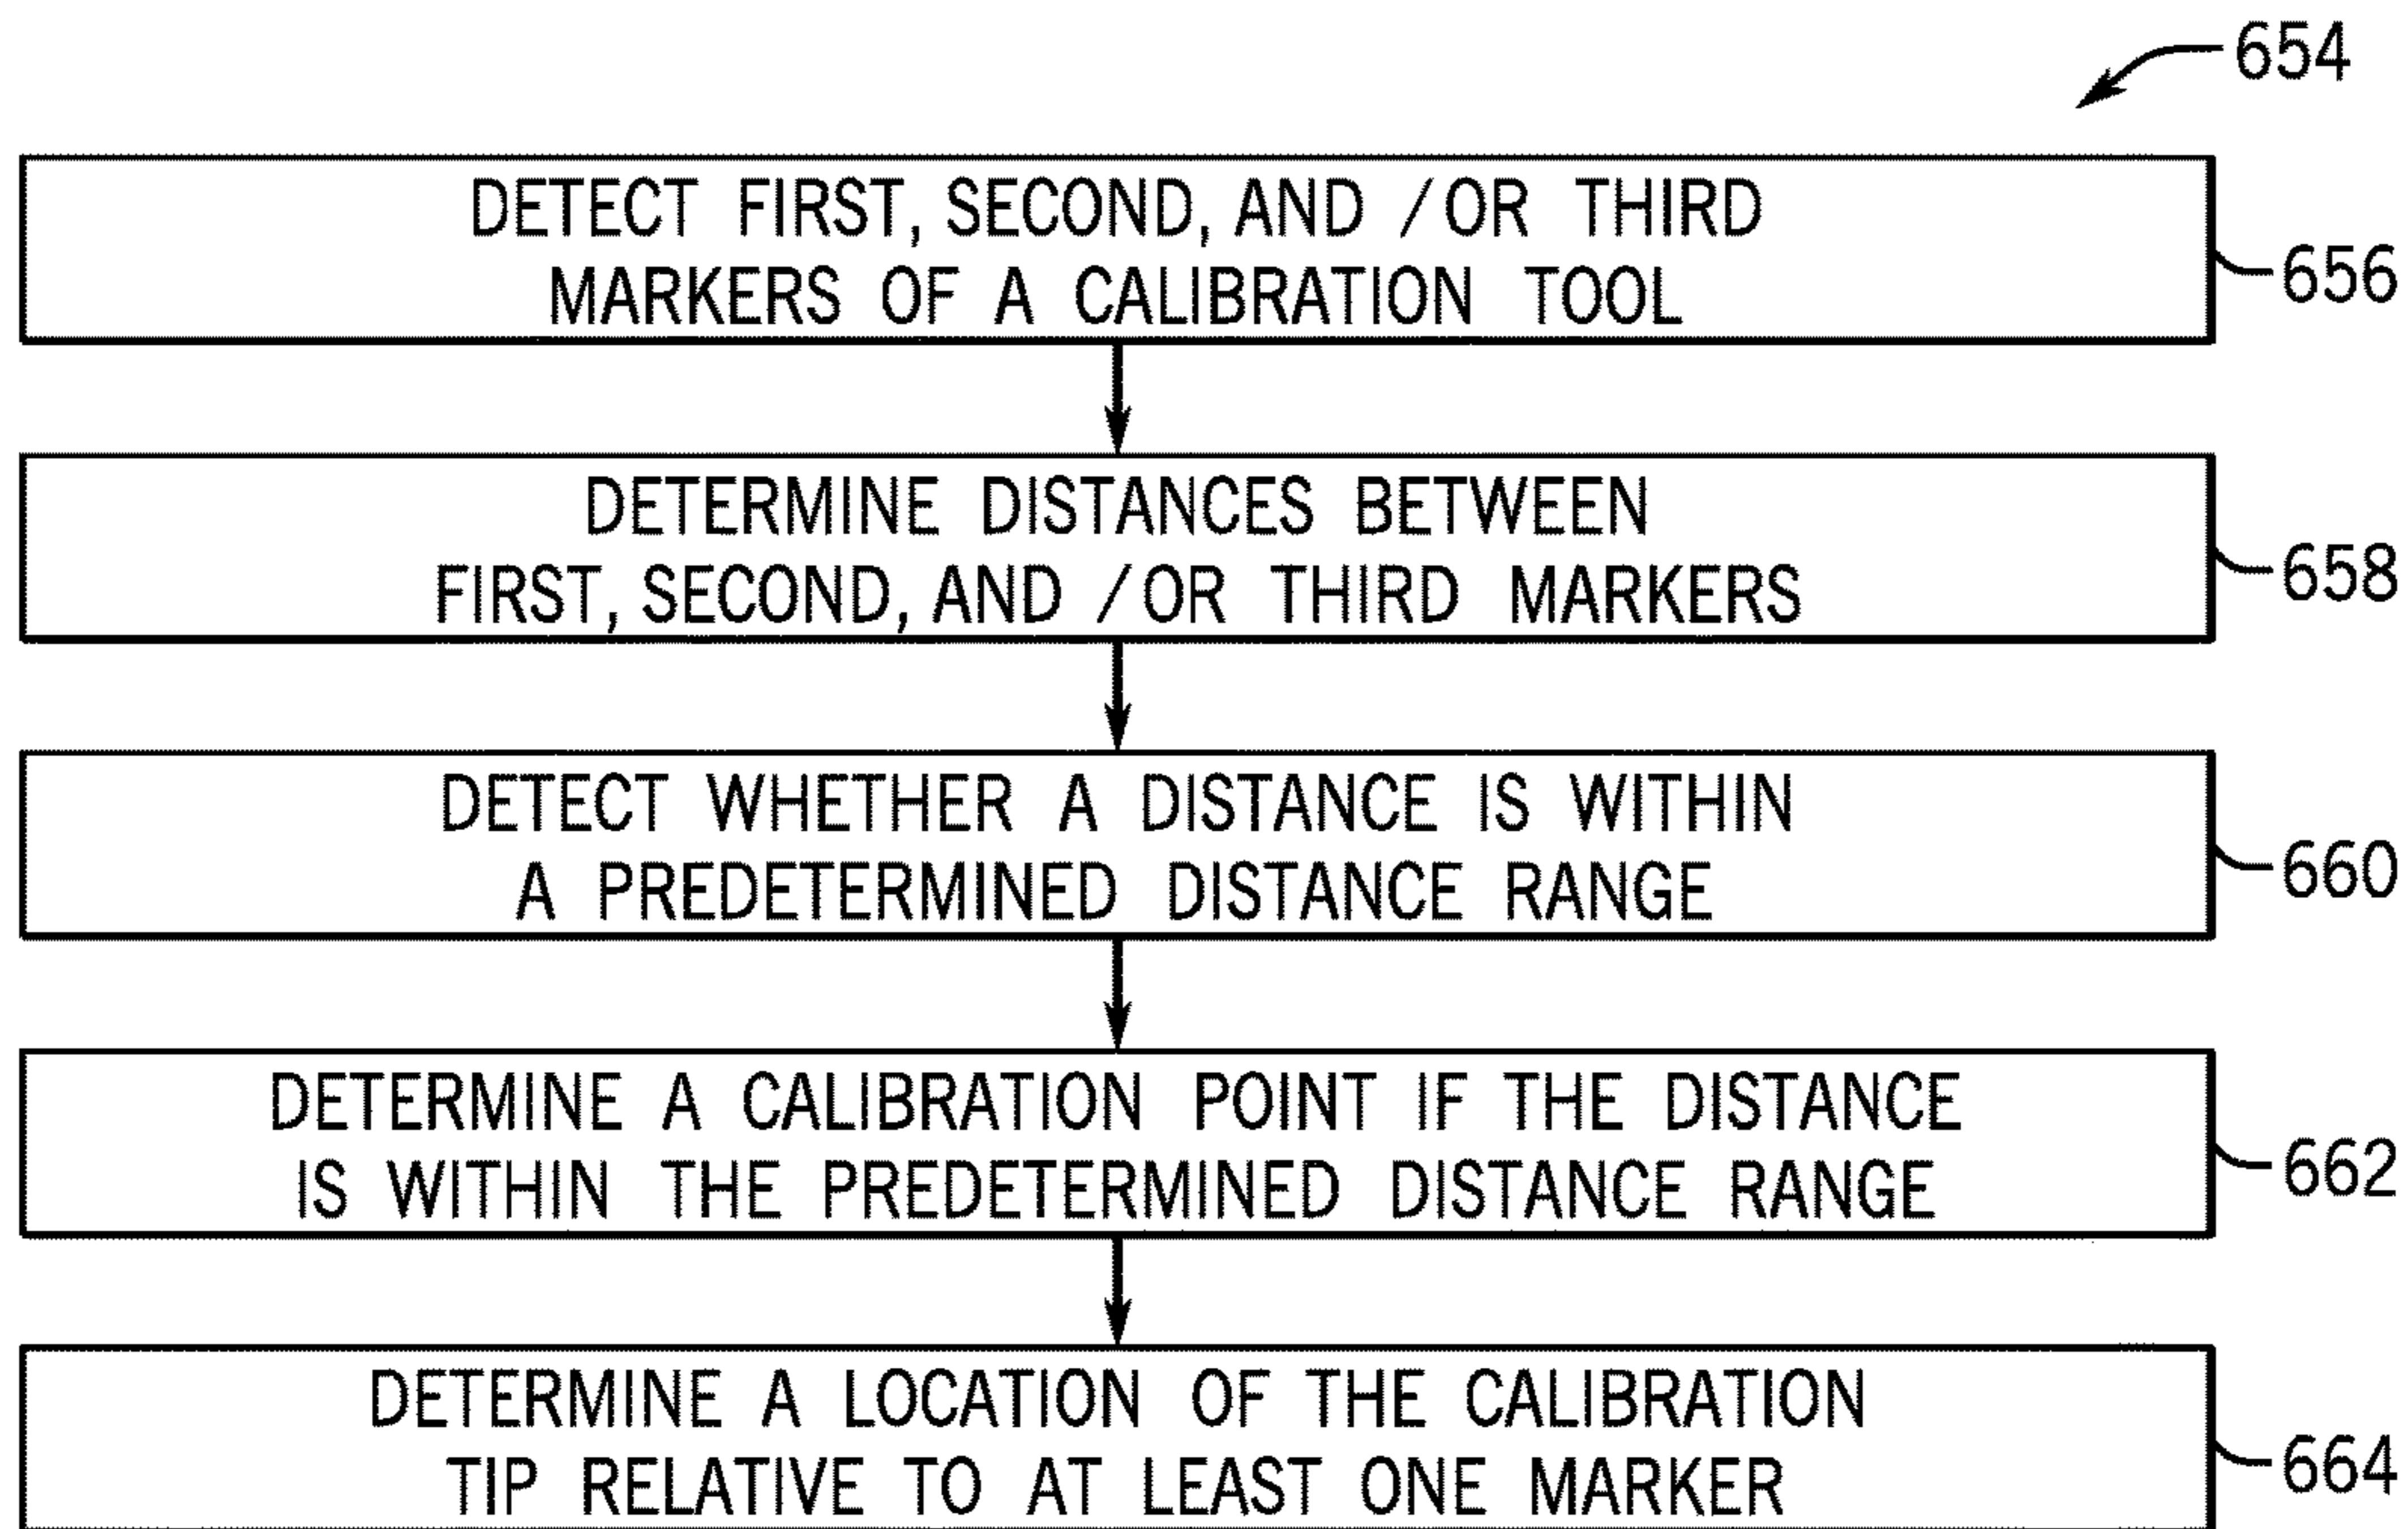 654
DETECT FIRST, SECOND, AND /OR THIRD
MARKERS OF A CALIBRATION TOOL
656
DETERMINE DISTANCES BETWEEN
FIRST, SECOND, AND /OR THIRD MARKERS
658
DETECT WHETHER A DISTANCE IS WITHIN
A PREDETERMINED DISTANCE RANGE
660
DETERMINE A CALIBRATION POINT IF THE DISTANCE
IS WITHIN THE PREDETERMINED DISTANCE RANGE
662
DETERMINE A LOCATION OF THE CALIBRATION
TIP RELATIVE TO AT LEAST ONE MARKER
664